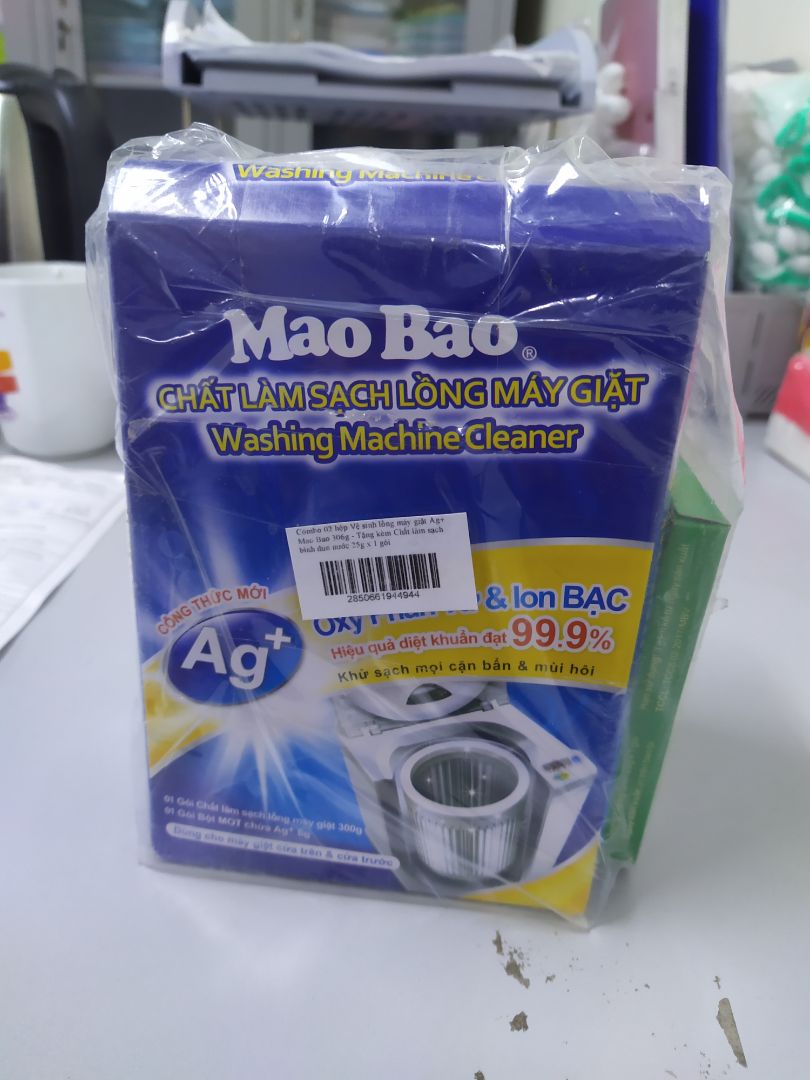 Washing Machine
Mao Bao ®
CHẤT LÀM SẠCH LỒNG MÁY GIẶT
Washing Machine Cleaner
Combo 02 hộp Vệ sinh lồng máy giặt Ag+
Mao Bao 306g - Tặng kèm Chất làm sạch
bình đun nước 25g x 1 gói
2850661944944
CÔNG THỨC MỚI
Ag+
Oxy Phân & Ion BẠC
Hiệu quả diệt khuẩn đạt 99.9%
Khử sạch mọi cặn bẩn & mùi hôi
01 Gói Chất làm sạch lồng máy giặt 300g
01 Gói Bột MQT chứa Ag+ 6g
Dùng cho máy giặt cửa trên & cửa trước